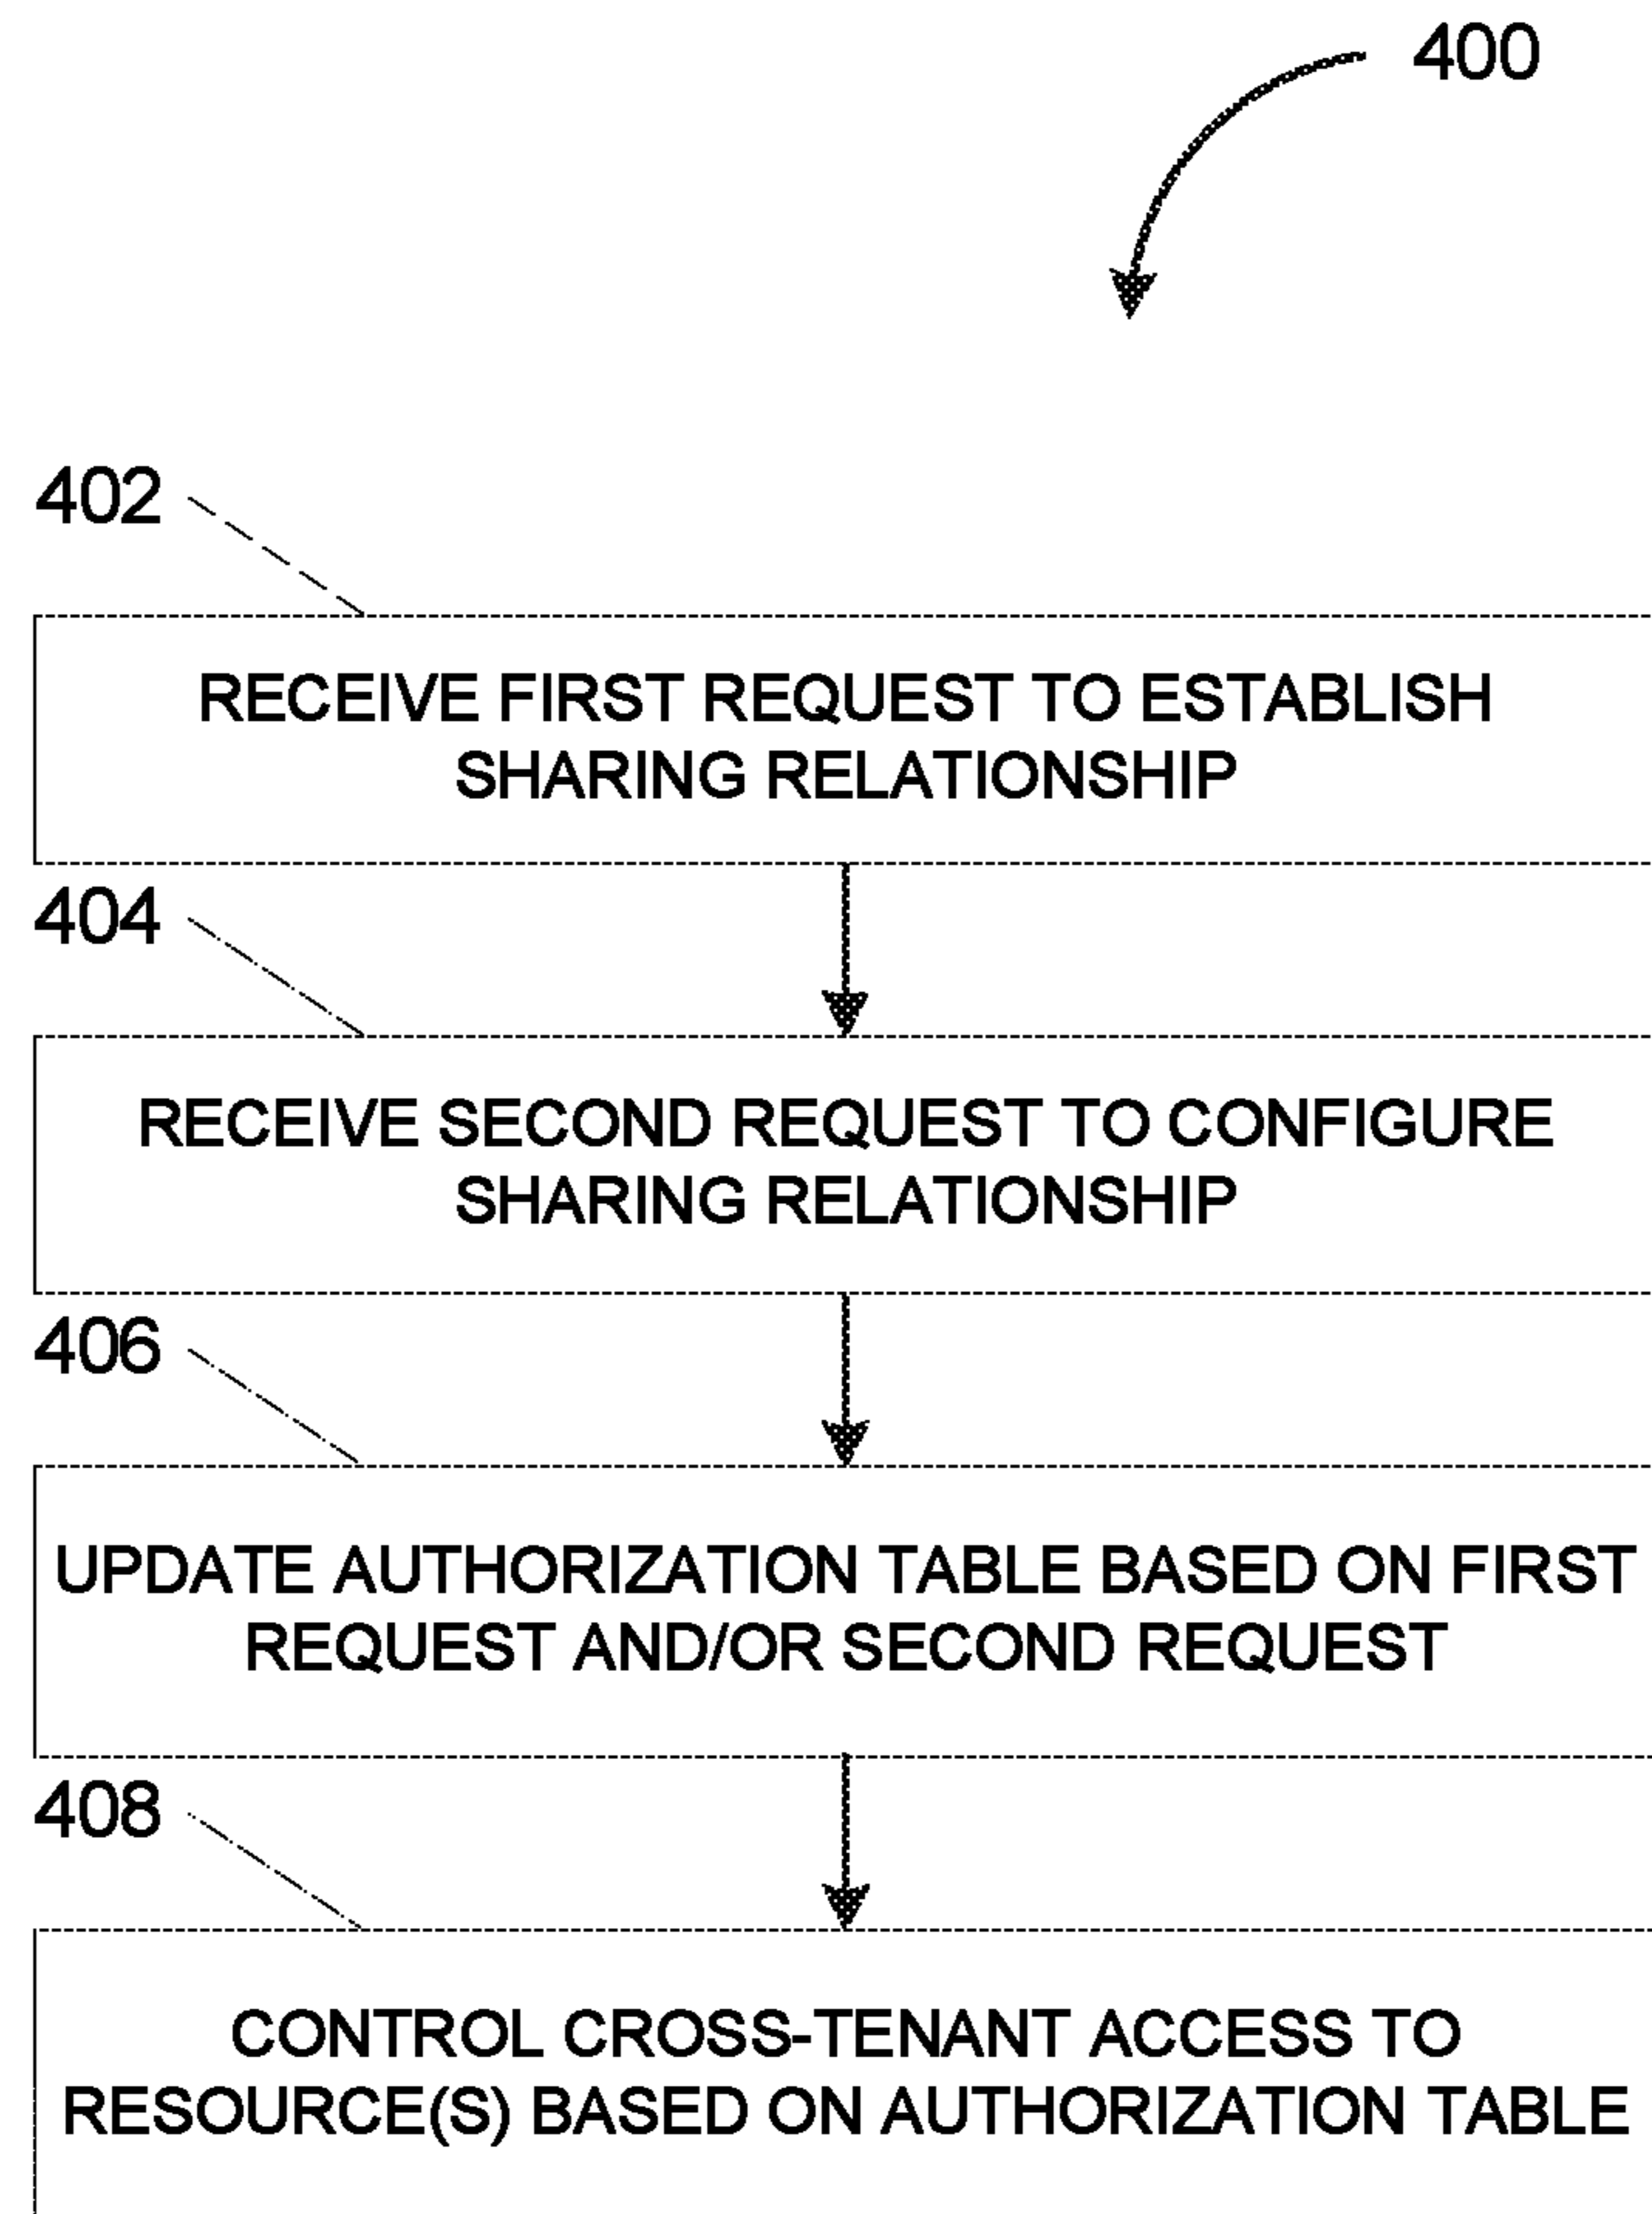 400
402
RECEIVE FIRST REQUEST TO ESTABLISH
SHARING RELATIONSHIP
404
RECEIVE SECOND REQUEST TO CONFIGURE
SHARING RELATIONSHIP
406
UPDATE AUTHORIZATION TABLE BASED ON FIRST
REQUEST AND/OR SECOND REQUEST
408
CONTROL CROSS-TENANT ACCESS TO
RESOURCE(S) BASED ON AUTHORIZATION TABLE